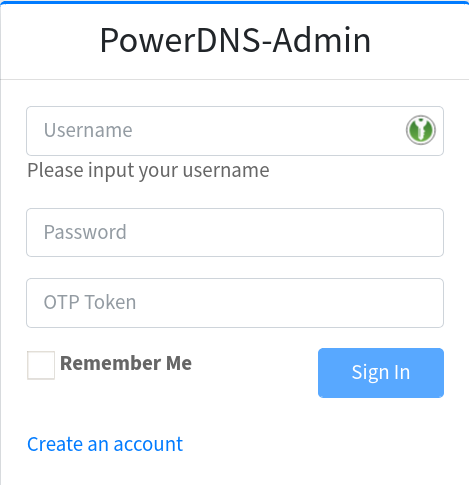 PowerDNS-Admin
Username
Please input your username
Password
OTP Token
Remember Me
Sign In
Create an account